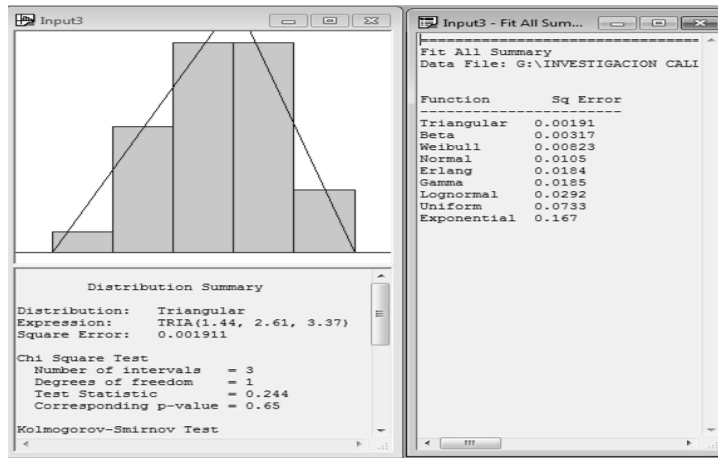 Input3
Distribution Summary
Distribution: Triangular
Expression: TRIA(1.44, 2.61, 3.37)
Square Error: 0.001911
Chi Square Test
Number of intervals = 3
Degrees of freedom = 1
Test Statistic = 0.244
Corresponding p-value = 0.65
Kolmogorov-Smirnov Test
Input3 - Fit All Sum...
Fit All Summary
Data File: G:\INVESTIGACION CALI
Function Sq Error
Triangular 0.00191
Beta 0.00317
Weibull 0.00823
Normal 0.0105
Erlang 0.0184
Gamma 0.0185
Lognormal 0.0292
Uniform 0.0733
Exponential 0.167